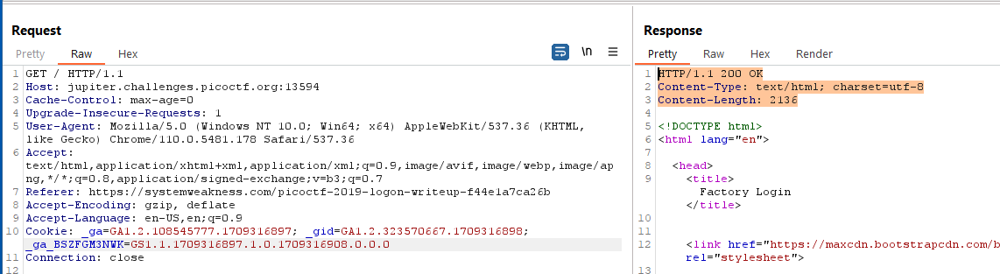 Request
Pretty Raw Hex
\n
1 GET / HTTP/1.1
2 Host: jupiter.challenges.picoctf.org:13594
3 Cache-Control: max-age=0
4 Upgrade-Insecure-Requests: 1
5 User-Agent: Mozilla/5.0 (Windows NT 10.0; Win64; x64) AppleWebKit/537.36 (KHTML,
like Gecko) Chrome/110.0.5481.178 Safari/537.36
6 Accept:
text/html,application/xhtml+xml,application/xml;q=0.9,image/avif,image/webp,image/ap
ng,*/*;q=0.8,application/signed-exchange;v=b3;q=0.7
7 Referer: https://systemweakness.com/picoctf-2019-logon-writeup-f44e1a7ca26b
8 Accept-Encoding: gzip, deflate
9 Accept-Language: en-US,en;q=0.9
10 Cookie: _ga=GA1.2.108545777.1709316897; _gid=GA1.2.323570667.1709316898;
_ga_BSZFGM3NWK=GS1.1.1709316897.1.0.1709316908.0.0.0
11 Connection: close
12
Response
Pretty Raw Hex Render
1 HTTP/1.1 200 OK
2 Content-Type: text/html; charset=utf-8
3 Content-Length: 2136
4
5 <!DOCTYPE html>
6 <html lang="en">
7
8 <head>
9 <title>
Factory Login
</title>
10
11
12 <link href="https://maxcdn.bootstrapcdn.com/b
rel="stylesheet">
13